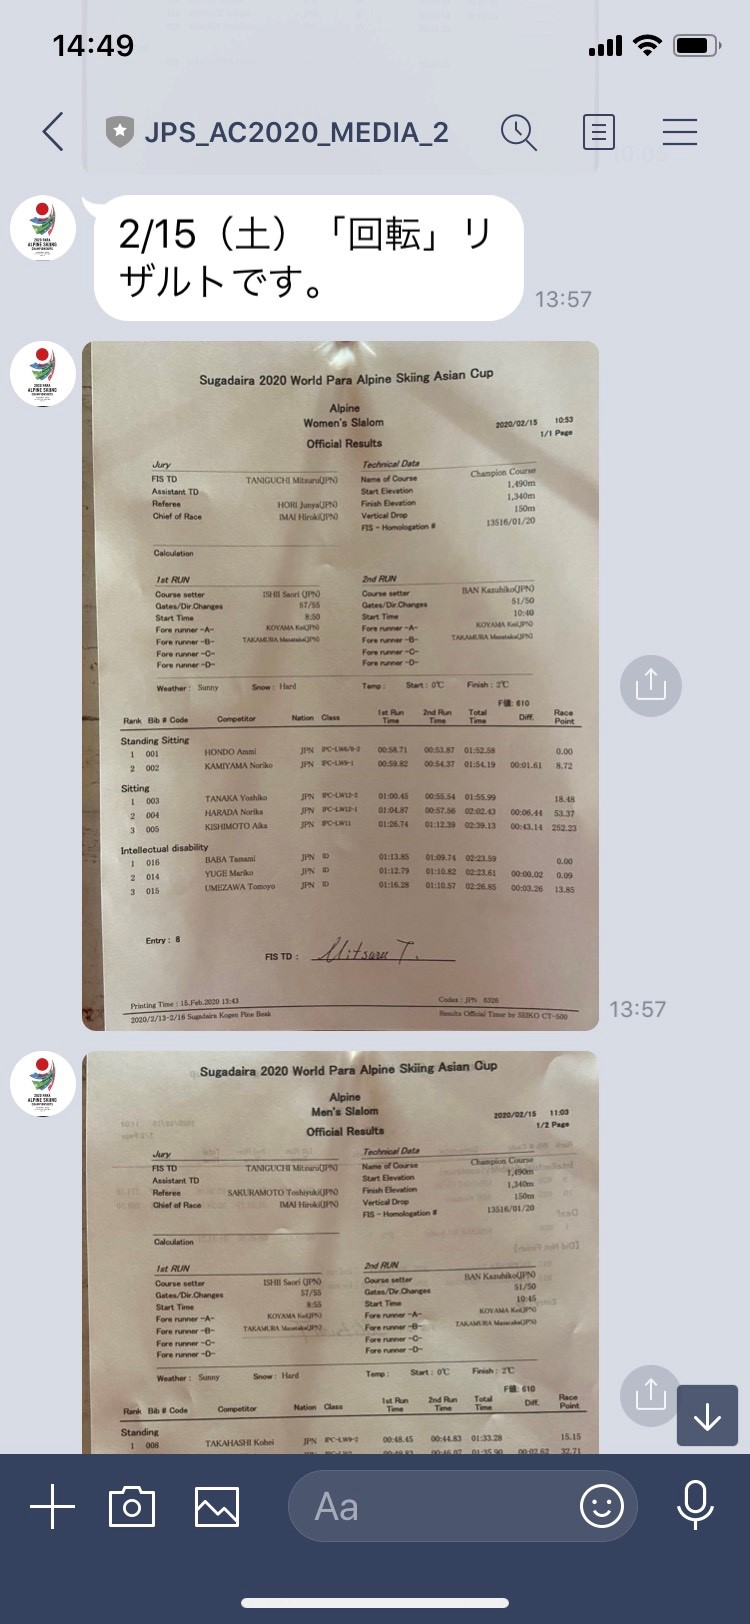 14:49
JPS_AC2020_MEDIA_2
2/15（土）「回転」リ
ザルトです。
13:57
Sugadaira 2020 World Para Alpine Skiing Asian Cup
Alpine
Women's Slalom
2020/02/15 10:53
Official Results
1/1 Page
Jury Technical Data
FIS TD TANIGUCHI Mitsuru(JPN) Name of Course Champion Course
Assistant TD Start Elevation 1,490m
Referee HORI Junya(JPN) Finish Elevation 1,340m
Chief of Race IMAI Hiroki(JPN) Vertical Drop 150m
FIS - Homologation # 13516/01/20
Calculation
1st RUN 2nd RUN
Course setter ISHII Saori (JPN) Course setter BAN Kazuhiko(JPN)
Gates/Dir.Changes 57/55 Gates/Dir.Changes 51/50
Start Time 8:50 Start Time 10:40
Fore runner -A- KOYAMA Kei(JPN) Fore runner -A- KOYAMA Kei(JPN)
Fore runner -B- TAKAMURA Masataka(JPN) Fore runner -B- TAKAMURA Masataka(JPN)
Fore runner -C- Fore runner -C-
Fore runner -D- Fore runner -D-
Weather : Sunny Snow : Hard Temp : Start : 0℃ Finish : 2℃
F値: 610
Rank Bib # Code Competitor Nation Class 1st Run Time 2nd Run Time Total Time Diff. Race Point
Standing Sitting
1 001 HONDO Ammi JPN IPC-LW6/8-2 00:58.71 00:53.87 01:52.58 0.00
2 002 KAMIYAMA Noriko JPN IPC-LW9-1 00:59.82 00:54.37 01:54.19 00:01.61 8.72
Sitting
1 003 TANAKA Yoshiko JPN IPC-LW12-2 01:00.45 00:55.54 01:55.99 18.48
2 004 HARADA Norika JPN IPC-LW12-1 01:04.87 00:57.56 02:02.43 00:06.44 53.37
3 005 KISHIMOTO Aika JPN IPC-LW11 01:26.74 01:12.39 02:39.13 00:43.14 252.23
Intellectual disability
1 016 BABA Tamami JPN ID 01:13.85 01:09.74 02:23.59 0.00
2 014 YUGE Mariko JPN ID 01:12.79 01:10.82 02:23.61 00:00.02 0.09
3 015 UMEZAWA Tomoyo JPN ID 01:16.28 01:10.57 02:26.85 00:03.26 13.85
Entry : 8
FIS TD : Mitsuru T.
Printing Time : 15.Feb.2020 13:43 Codex : JPN 6326
2020/2/13-2/16 Sugadaira Kogen Pine Beak Results Official Timer by SEIKO CT-500
13:57
Sugadaira 2020 World Para Alpine Skiing Asian Cup
Alpine
Men's Slalom
2020/02/15 11:03
Official Results
1/2 Page
Jury Technical Data
FIS TD TANIGUCHI Mitsuru(JPN) Name of Course Champion Course
Assistant TD Start Elevation 1,490m
Referee SAKURAMOTO Toshiyuki(JPN) Finish Elevation 1,340m
Chief of Race IMAI Hiroki(JPN) Vertical Drop 150m
FIS - Homologation # 13516/01/20
Calculation
1st RUN 2nd RUN
Course setter ISHII Saori (JPN) Course setter BAN Kazuhiko(JPN)
Gates/Dir.Changes 57/55 Gates/Dir.Changes 51/50
Start Time 8:55 Start Time 10:45
Fore runner -A- KOYAMA Kei(JPN) Fore runner -A- KOYAMA Kei(JPN)
Fore runner -B- TAKAMURA Masataka(JPN) Fore runner -B- TAKAMURA Masataka(JPN)
Fore runner -C- Fore runner -C-
Fore runner -D- Fore runner -D-
Weather : Sunny Snow : Hard Temp : Start : 0℃ Finish : 2℃
F値: 610
Rank Bib # Code Competitor Nation Class 1st Run Time 2nd Run Time Total Time Diff. Race Point
Standing
1 008 TAKAHASHI Kohei JPN IPC-LW9-2 00:48.45 00:44.83 01:33.28 15.15
01:35.90 00:02.62 32.71
Aa